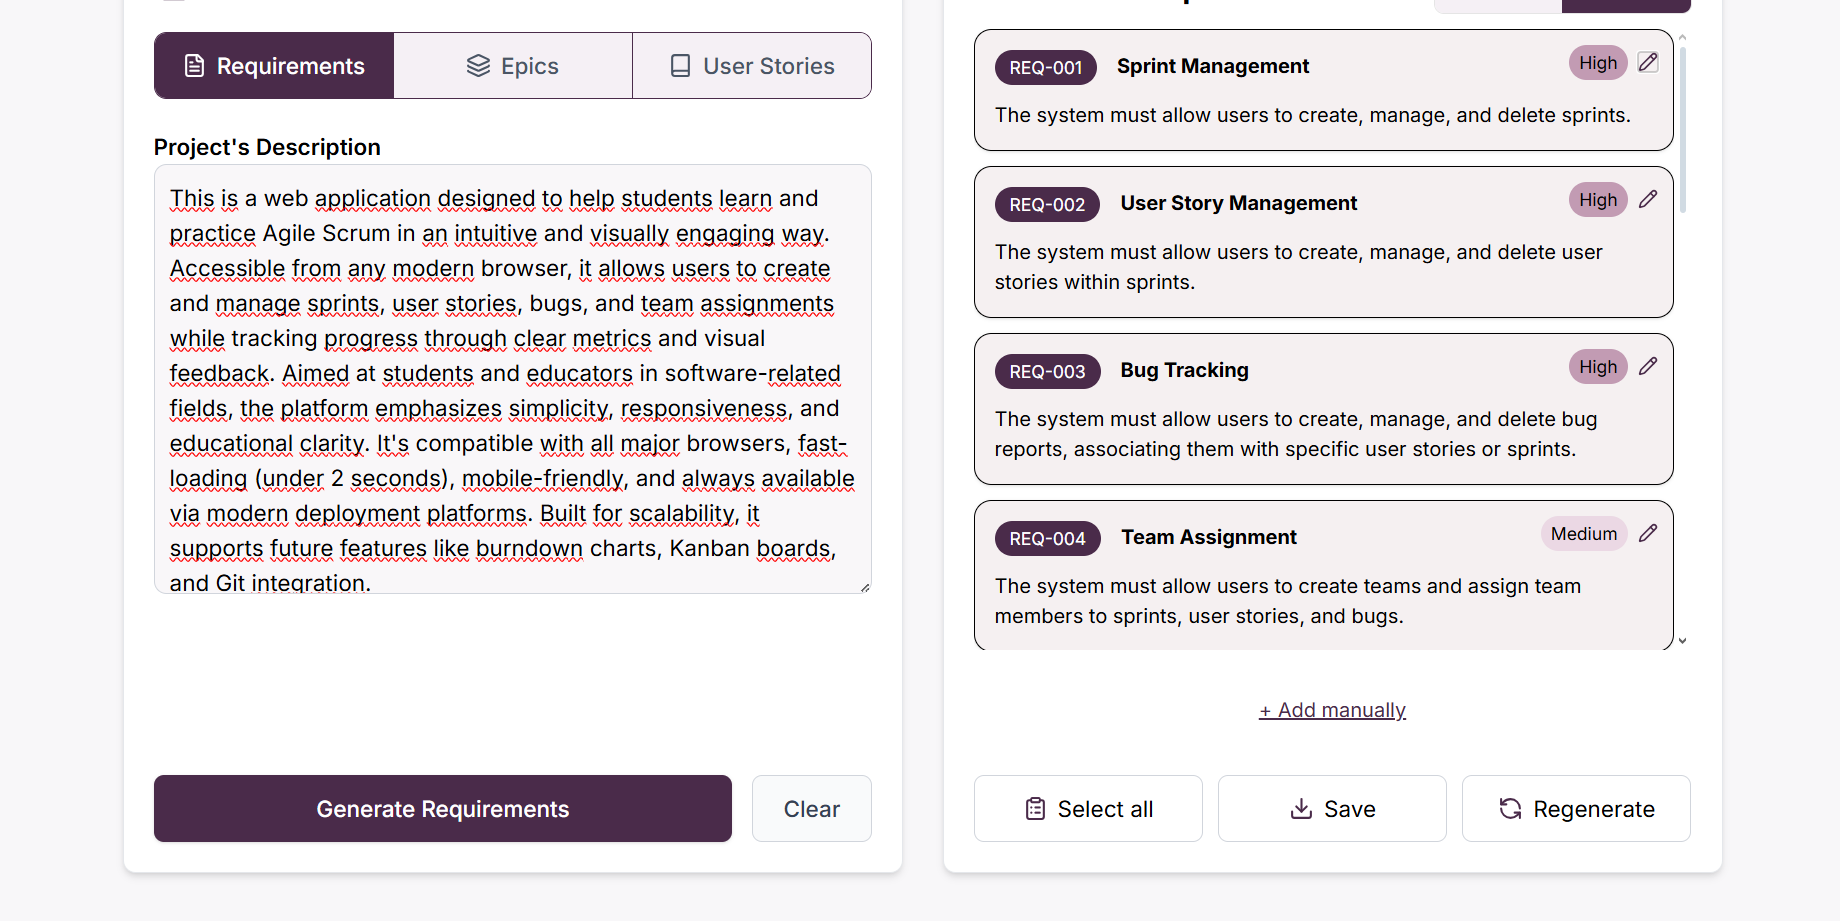 Requirements
Epics
User Stories
Project's Description
This is a web application designed to help students learn and
practice Agile Scrum in an intuitive and visually engaging way.
Accessible from any modern browser, it allows users to create
and manage sprints, user stories, bugs, and team assignments
while tracking progress through clear metrics and visual
feedback. Aimed at students and educators in software-related
fields, the platform emphasizes simplicity, responsiveness, and
educational clarity. It's compatible with all major browsers, fast-
loading (under 2 seconds), mobile-friendly, and always available
via modern deployment platforms. Built for scalability, it
supports future features like burndown charts, Kanban boards,
and Git integration.
Generate Requirements
Clear
REQ-001 Sprint Management High
The system must allow users to create, manage, and delete sprints.
REQ-002 User Story Management High
The system must allow users to create, manage, and delete user
stories within sprints.
REQ-003 Bug Tracking High
The system must allow users to create, manage, and delete bug
reports, associating them with specific user stories or sprints.
REQ-004 Team Assignment Medium
The system must allow users to create teams and assign team
members to sprints, user stories, and bugs.
+ Add manually
Select all
Save
Regenerate